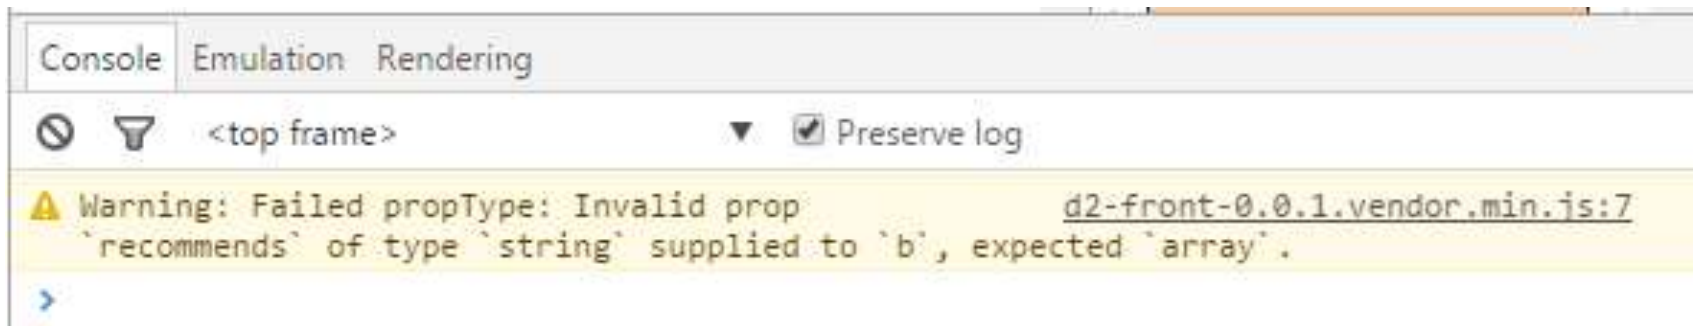 Console Emulation Rendering
<top frame> ▼ Preserve log
Warning: Failed propType: Invalid prop d2-front-0.0.1.vendor.min.js:7
`recommends` of type `string` supplied to `b`, expected `array`.